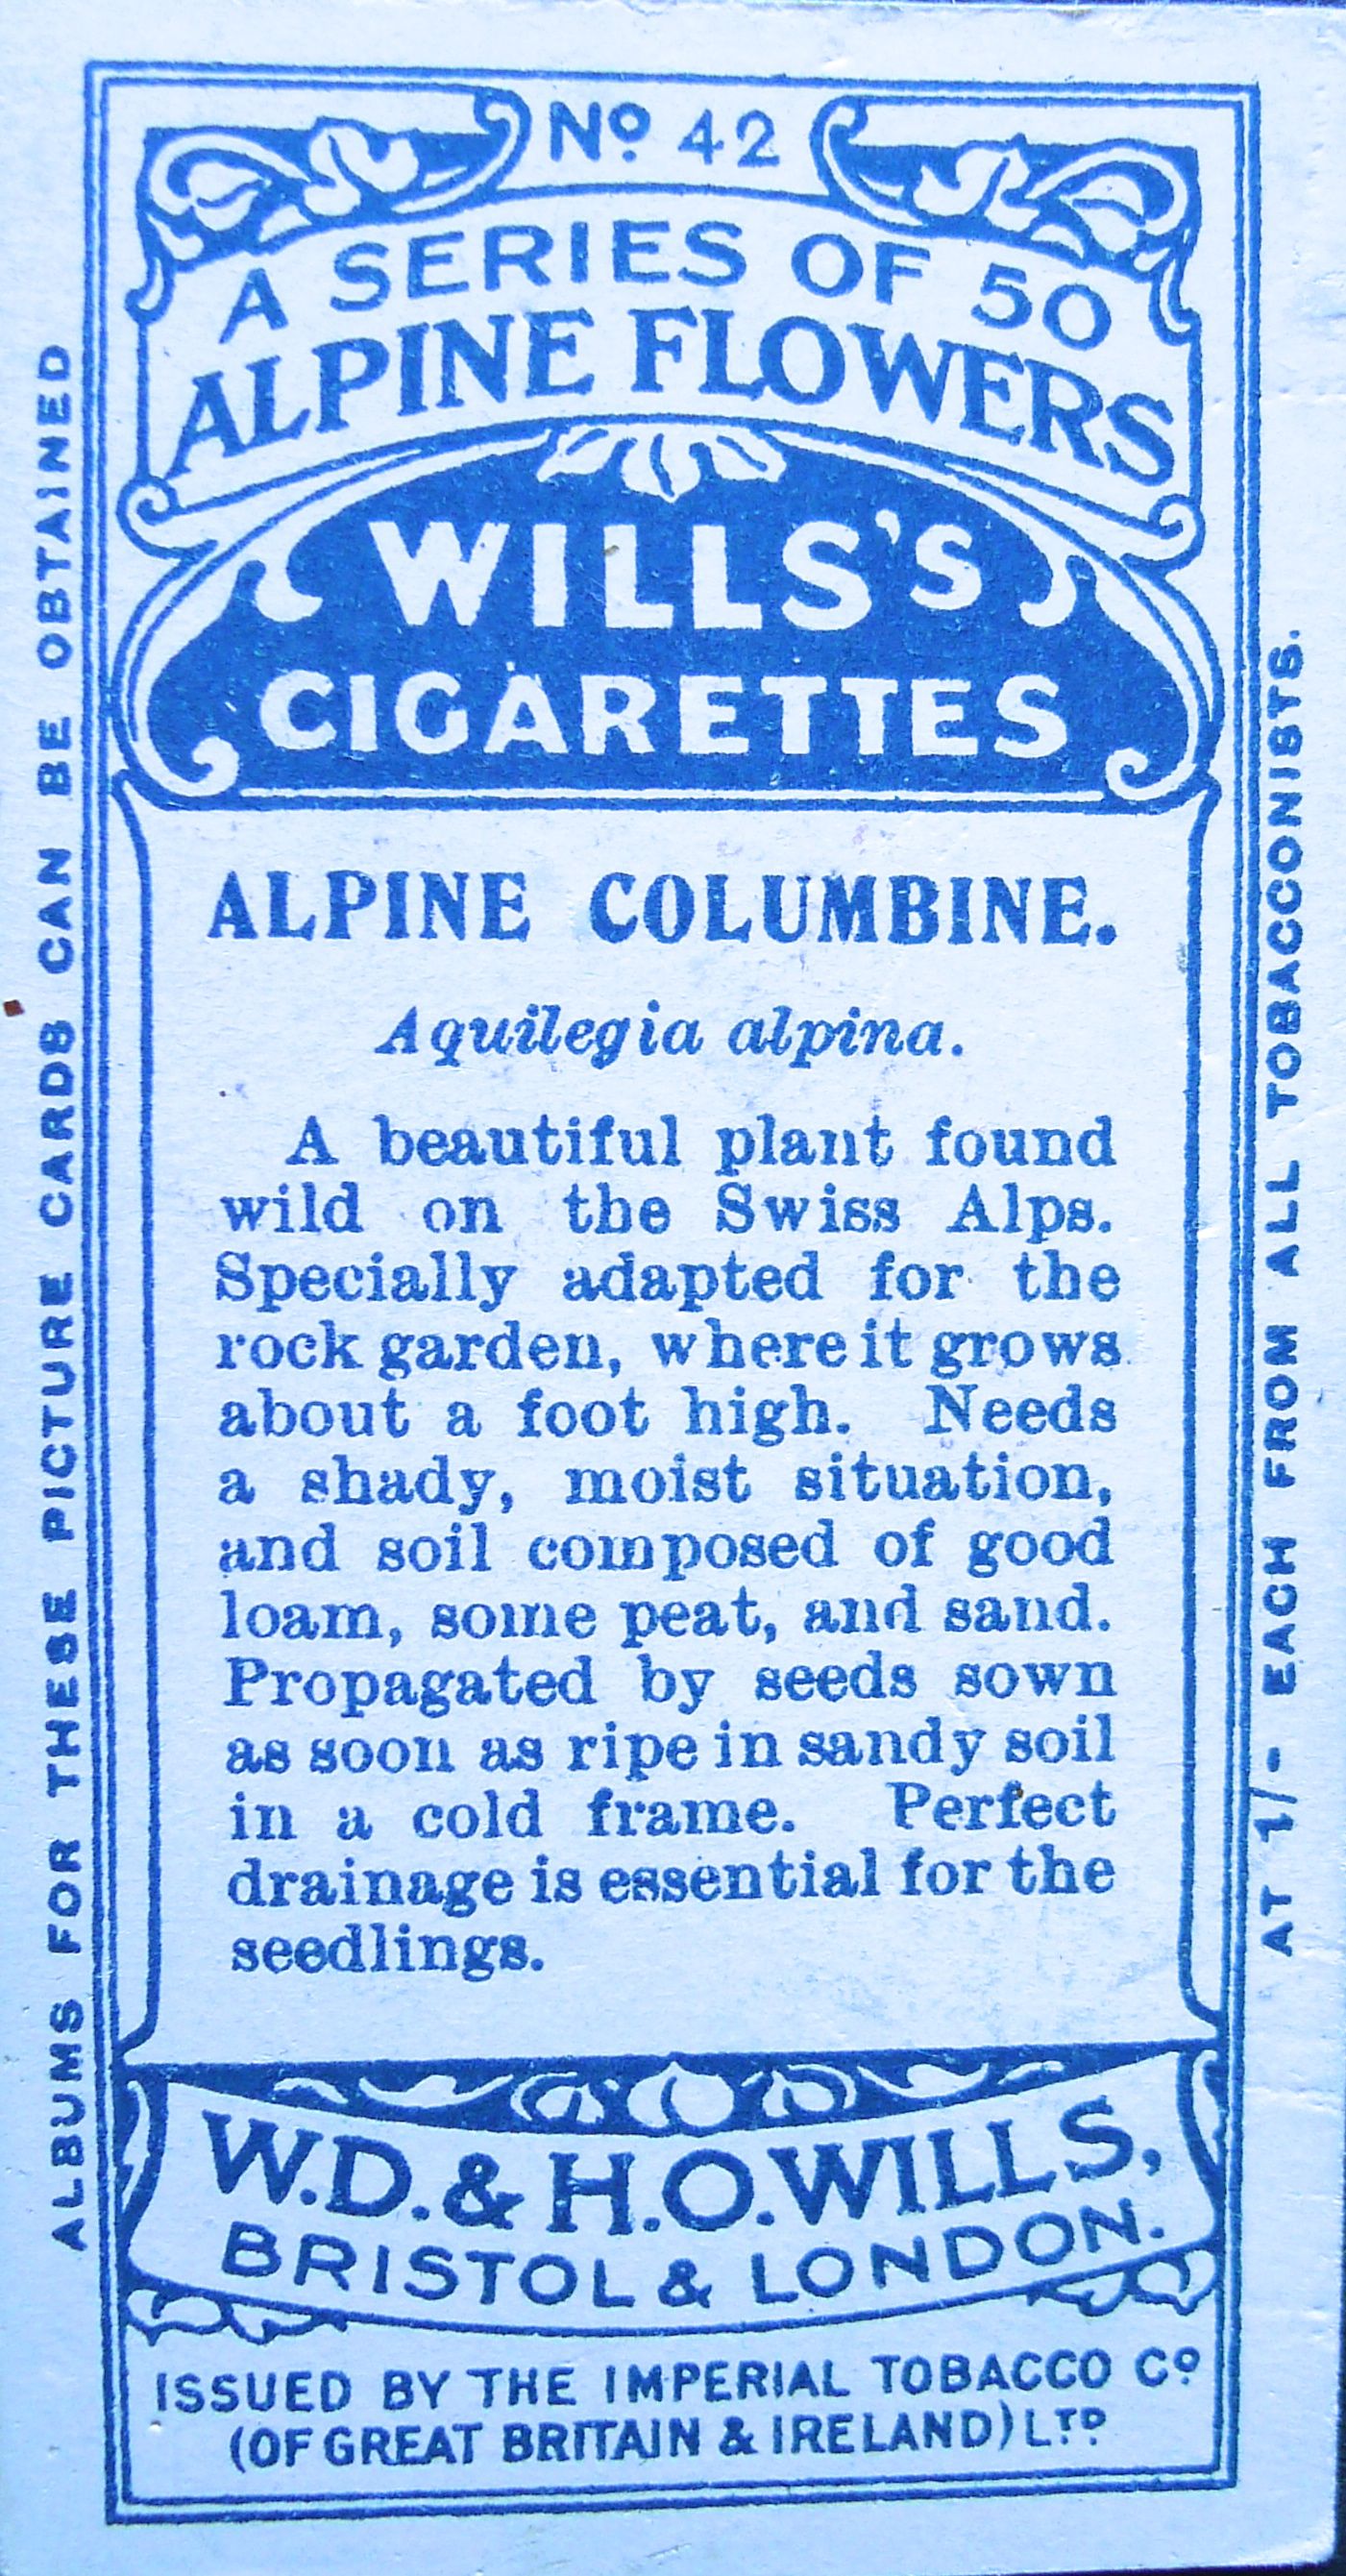 Nº 42
A SERIES OF 50
ALPINE FLOWERS
WILLS'S
CIGARETTES
ALPINE COLUMBINE.
Aquilegia alpina.
A beautiful plant found
wild on the Swiss Alps.
Specially adapted for the
rock garden, where it grows
about a foot high. Needs
a shady, moist situation,
and soil composed of good
loam, some peat, and sand.
Propagated by seeds sown
as soon as ripe in sandy soil
in a cold frame. Perfect
drainage is essential for the
seedlings.
W.D. & H.O. WILLS,
BRISTOL & LONDON.
ISSUED BY THE IMPERIAL TOBACCO Cº
(OF GREAT BRITAIN & IRELAND) LTD
ALBUMS FOR THESE PICTURE CARDS CAN BE OBTAINED
AT 1/- EACH FROM ALL TOBACCONISTS.